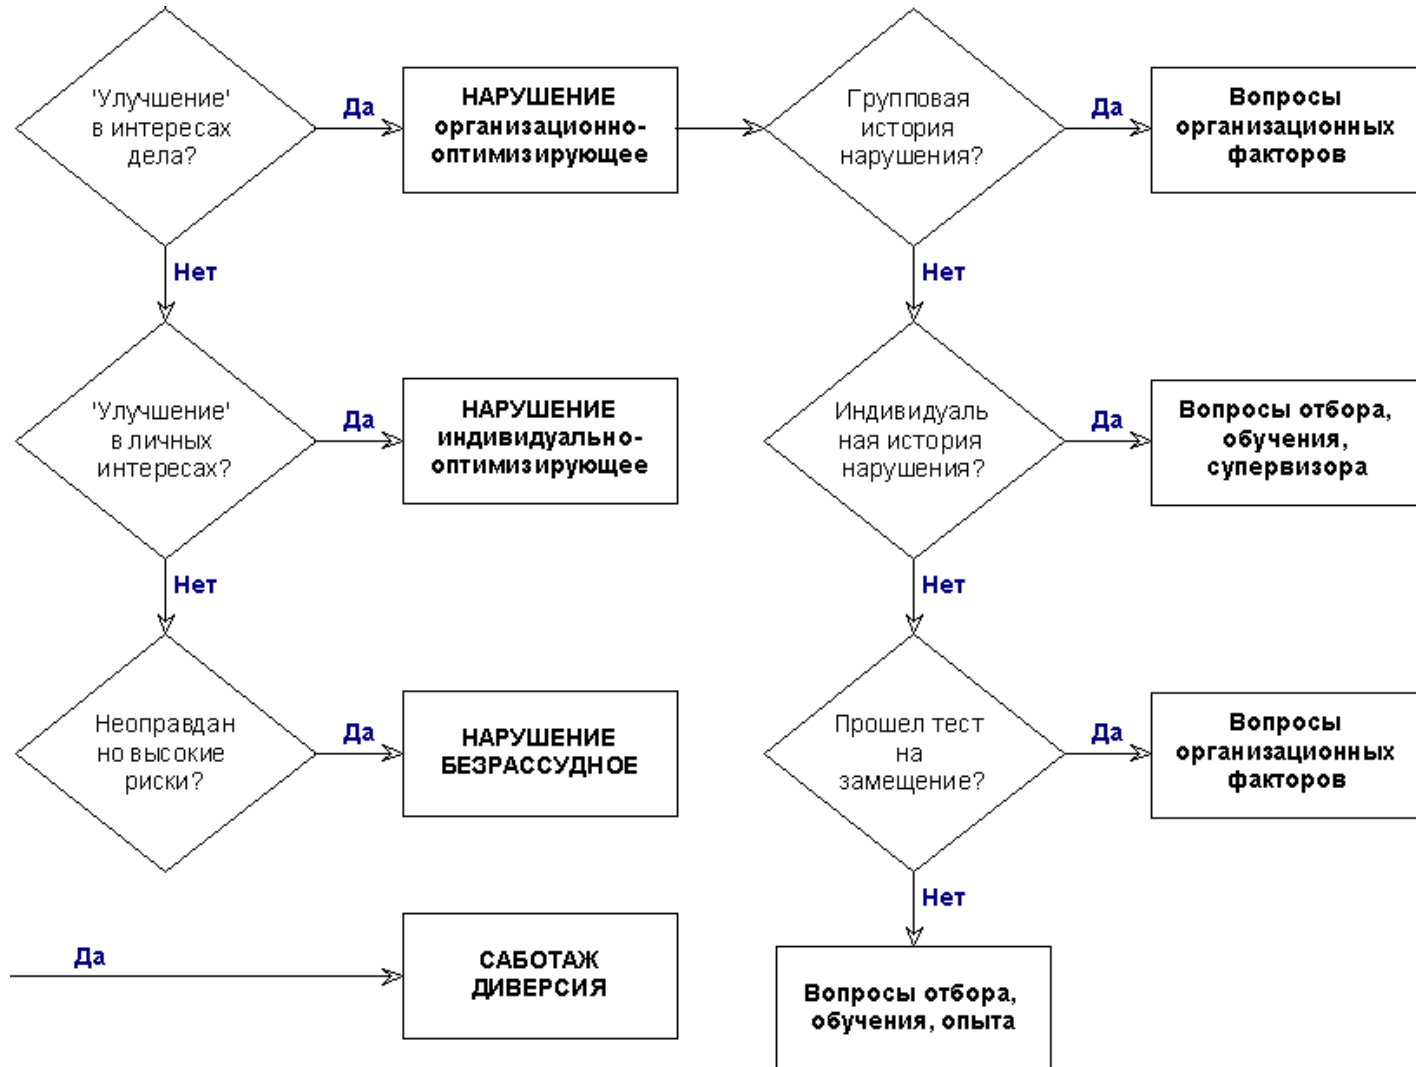 'Улучшение'
в интересах
дела?
Да
НАРУШЕНИЕ
организационно-
оптимизирующее
Групповая
история
нарушения?
Да
Вопросы
организационных
факторов
Нет
Нет
'Улучшение'
в личных
интересах?
Да
НАРУШЕНИЕ
индивидуально-
оптимизирующее
Индивидуаль
ная история
нарушения?
Да
Вопросы отбора,
обучения,
супервизора
Нет
Нет
Неоправдан
но высокие
риски?
Да
НАРУШЕНИЕ
БЕЗРАССУДНОЕ
Прошел тест
на
замещение?
Да
Вопросы
организационных
факторов
Нет
Да
САБОТАЖ
ДИВЕРСИЯ
Вопросы отбора,
обучения, опыта